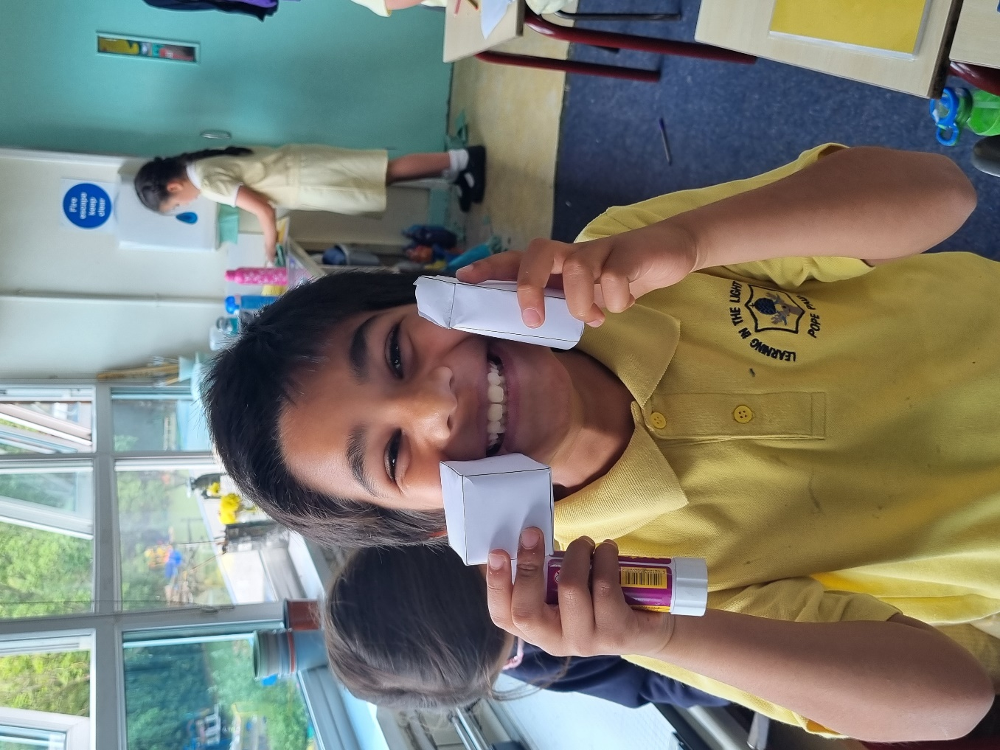 Fire
escape
keep
clear
LEARNING IN THE LIGHT
POPE PAUL